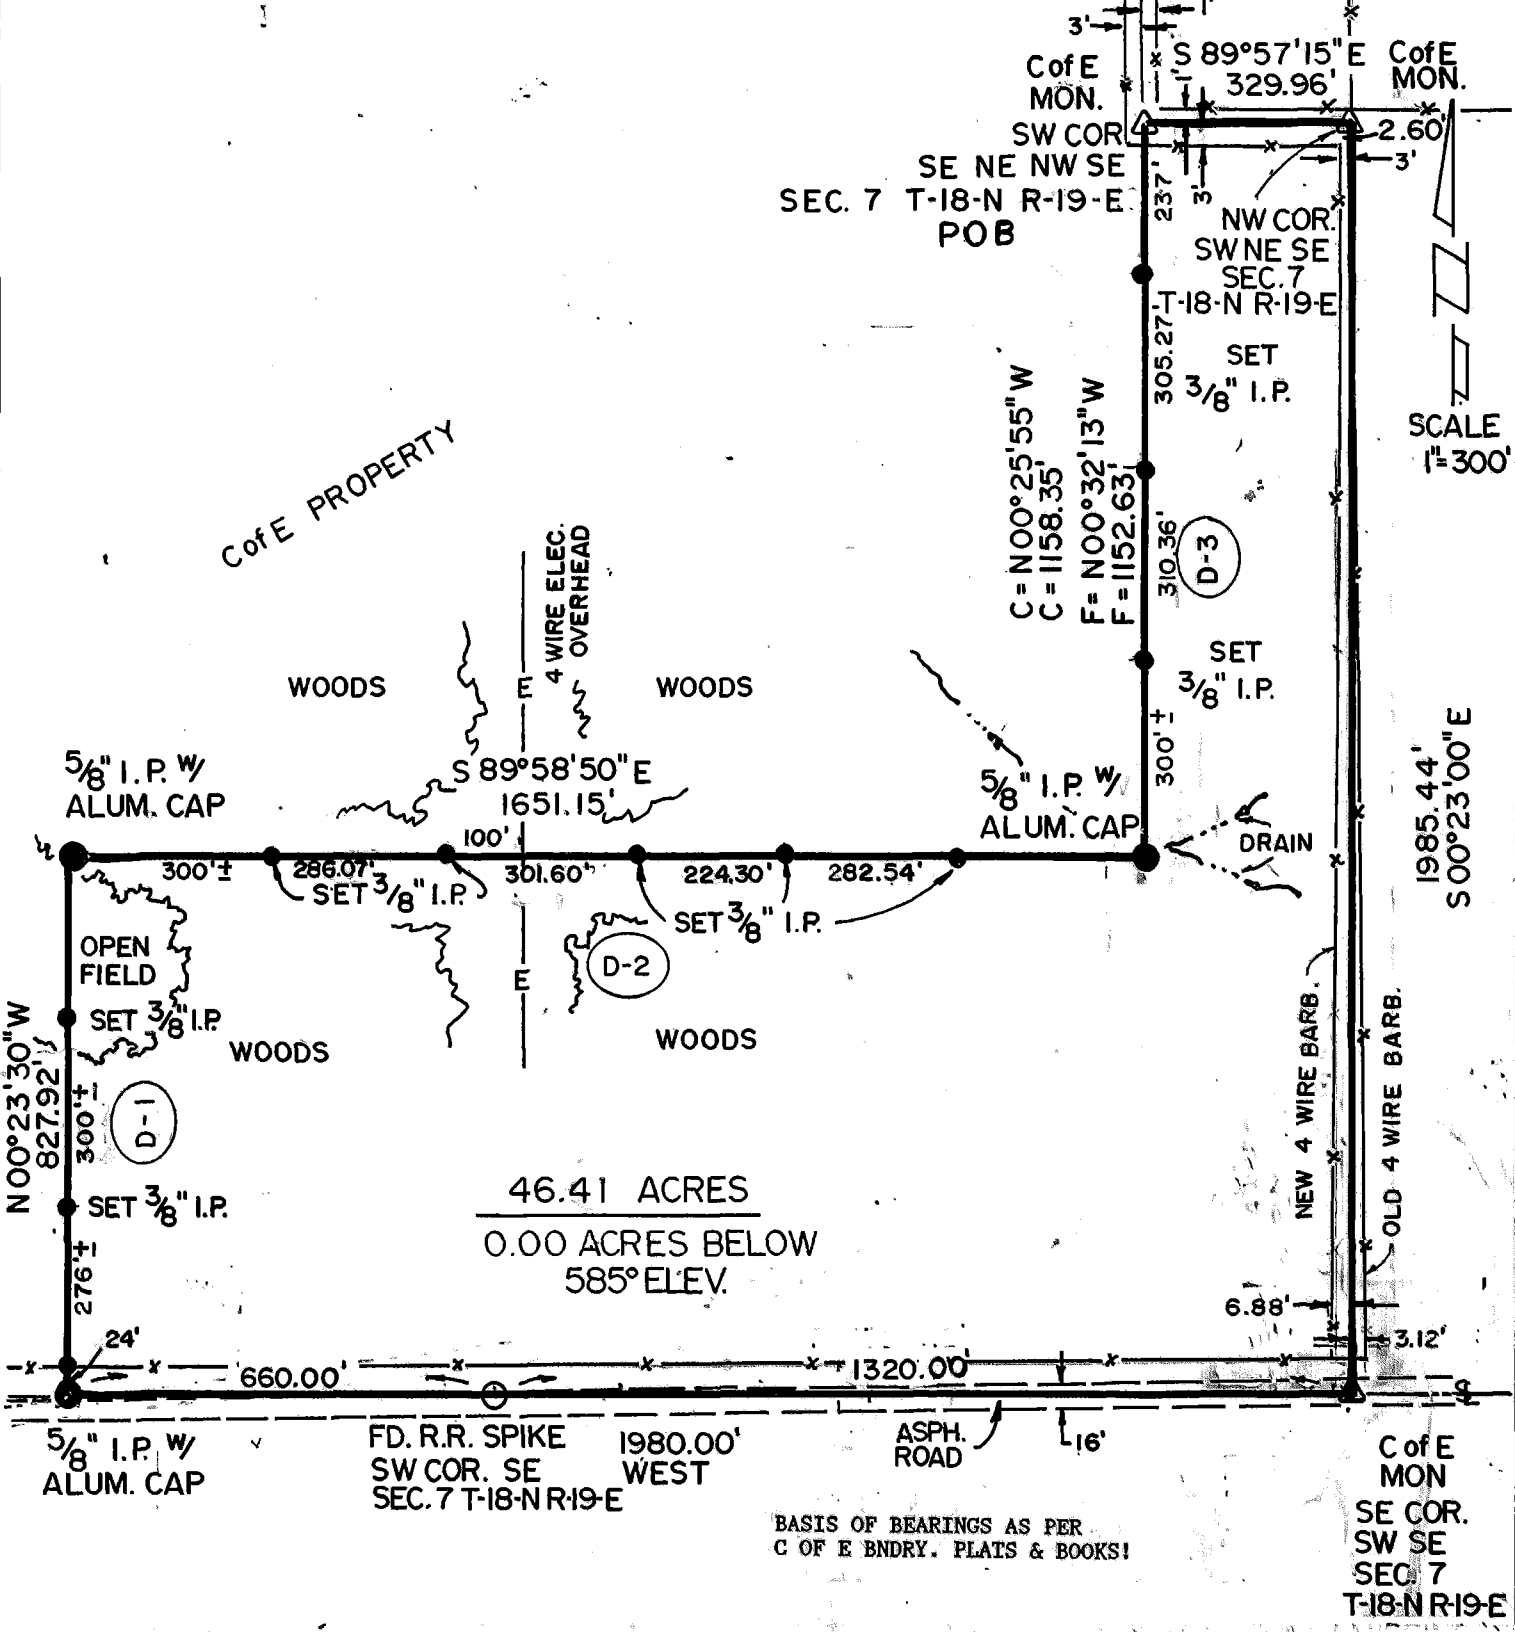 1'
3'
S 89°57'15" E
329.96'
C of E
MON.
C of E
MON.
1'
SW COR
SE NE NW SE
SEC. 7 T-18-N R-19-E
POB
2.60'
3'
237'
3'
NW COR.
SW NE SE
SEC. 7
T-18-N R-19-E
305.27'
SET
3/8" I.P.
SCALE
1"=300'
C = N00°25'55" W
C = 1158.35'
F = N00°32'13" W
F = 1152.63'
310.36'
D-3
C of E PROPERTY
4 WIRE ELEC.
OVERHEAD
SET
3/8" I.P.
WOODS
E
WOODS
300'±
1985.44'
S00°23'00"E
5/8" I.P. W/
ALUM. CAP
S 89°58'50" E
1651.15'
5/8" I.P. W/
ALUM. CAP
100'
DRAIN
300'±
286.07'
301.60'
224.30'
282.54'
SET 3/8" I.P.
SET 3/8" I.P.
OPEN
FIELD
D-2
E
SET 3/8" I.P.
WOODS
WOODS
N00°23'30"W
827.92'
300'±
D-1
NEW 4 WIRE BARB.
OLD 4 WIRE BARB.
SET 3/8" I.P.
46.41 ACRES
0.00 ACRES BELOW
585° ELEV.
276'±
6.88'
24'
3.12'
660.00'
1320.00'
5/8" I.P. W/
ALUM. CAP
FD. R.R. SPIKE
SW COR. SE
SEC. 7 T-18-N R-19-E
1980.00'
WEST
ASPH.
ROAD
16'
C of E
MON
SE COR.
SW SE
SEC. 7
T-18-N R-19-E
BASIS OF BEARINGS AS PER
C OF E BNDRY. PLATS & BOOKS!